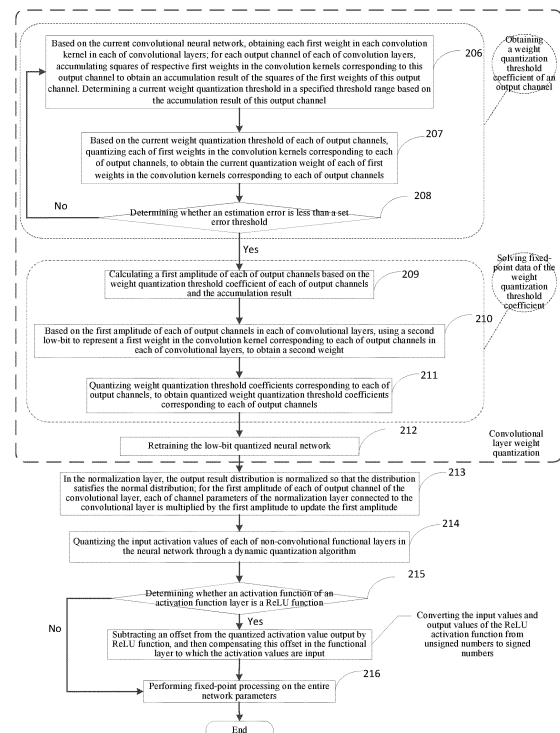 Based on the current convolutional neural network, obtaining each first weight in each convolution
kernel in each of convolutional layers; for each output channel of each of convolution layers,
accumulating squares of respective first weights in the convolution kernels corresponding to this
output channel to obtain an accumulation result of the squares of the first weights of this output
channel. Determining a current weight quantization threshold in a specified threshold range based on
the accumulation result of this output channel
206
Obtaining
a weight
quantization
threshold
coefficient of an
output channel
Based on the current weight quantization threshold of each of output channels,
quantizing each of first weights in the convolution kernels corresponding to each
of output channels, to obtain the current quantization weight of each of first
weights in the convolution kernels corresponding to each of output channels
207
Determining whether an estimation error is less than a set
error threshold
208
No
Yes
Calculating a first amplitude of each of output channels based on the
weight quantization threshold coefficient of each of output channels
and the accumulation result
209
Solving fixed-
point data of the
weight
quantization
threshold
coefficient
Based on the first amplitude of each of output channels in each of convolutional layers, using a second
low-bit to represent a first weight in the convolution kernel corresponding to each of output channels in
each of convolutional layers, to obtain a second weight
210
Quantizing weight quantization threshold coefficients corresponding to each of
output channels, to obtain quantized weight quantization threshold coefficients
corresponding to each of output channels
211
Retraining the low-bit quantized neural network
212
Convolutional
layer weight
quantization
In the normalization layer, the output result distribution is normalized so that the distribution
satisfies the normal distribution; for the first amplitude of each of output channel of the
convolutional layer, each of channel parameters of the normalization layer connected to the
convolutional layer is multiplied by the first amplitude to update the first amplitude
213
Quantizing the input activation values of each of non-convolutional functional layers in
the neural network through a dynamic quantization algorithm
214
Determining whether an activation function of an
activation function layer is a ReLU function
215
No
Yes
Subtracting an offset from the quantized activation value output by
ReLU function, and then compensating this offset in the functional
layer to which the activation values are input
Converting the input values and
output values of the ReLU
activation function from
unsigned numbers to signed
numbers
Performing fixed-point processing on the entire
network parameters
216
End